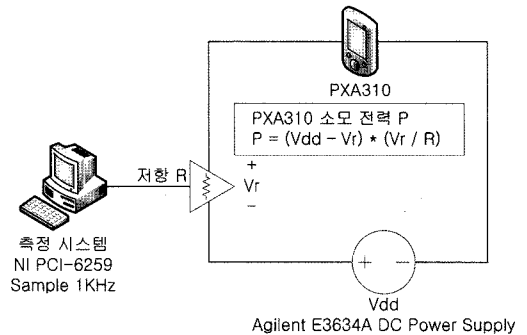 PXA310
PXA310 소모 전력 P
P = (Vdd - Vr) * (Vr / R)
저항 R
+
Vr
-
측정 시스템
NI PCI-6259
Sample 1KHz
+ -
Vdd
Agilent E3634A DC Power Supply